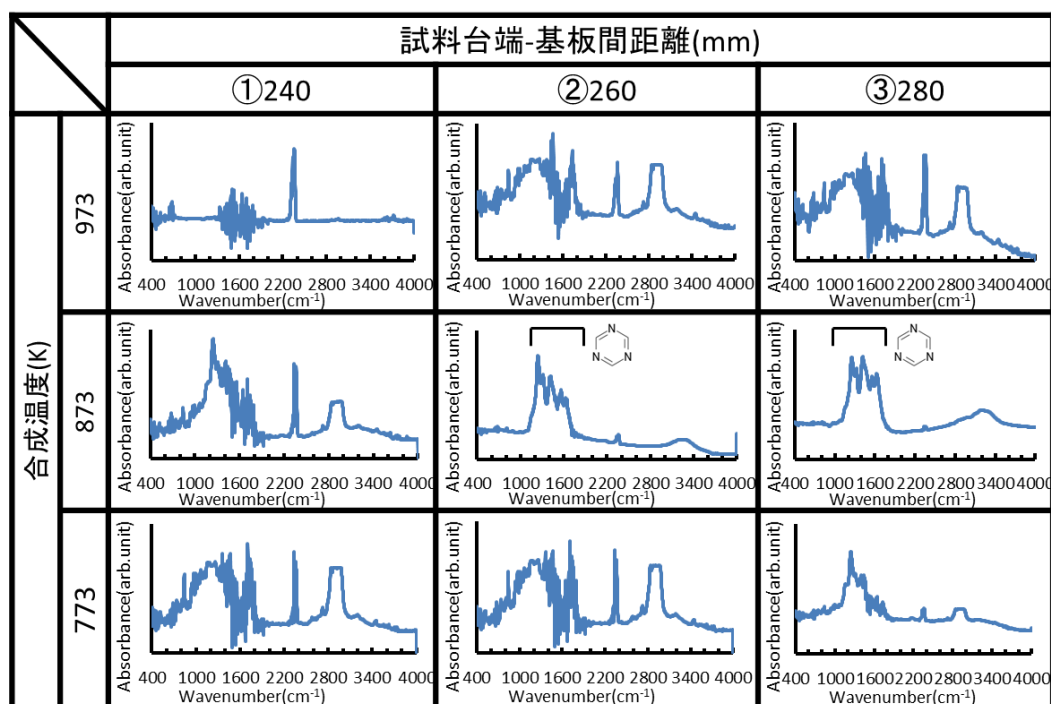 試料台端-基板間距離(mm)
①240
②260
③280
合成温度(K)
973
Absorbance(arb.unit)
400 1000 1600 2200 2800 3400 4000
Wavenumber(cm-1)
Absorbance(arb.unit)
400 1000 1600 2200 2800 3400 4000
Wavenumber(cm-1)
Absorbance(arb.unit)
400 1000 1600 2200 2800 3400 4000
Wavenumber(cm-1)
873
Absorbance(arb.unit)
400 1000 1600 2200 2800 3400 4000
Wavenumber(cm-1)
N
N N
Absorbance(arb.unit)
400 1000 1600 2200 2800 3400 4000
Wavenumber(cm-1)
N
N N
Absorbance(arb.unit)
400 1000 1600 2200 2800 3400 4000
Wavenumber(cm-1)
773
Absorbance(arb.unit)
400 1000 1600 2200 2800 3400 4000
Wavenumber(cm-1)
Absorbance(arb.unit)
400 1000 1600 2200 2800 3400 4000
Wavenumber(cm-1)
Absorbance(arb.unit)
400 1000 1600 2200 2800 3400 4000
Wavenumber(cm-1)